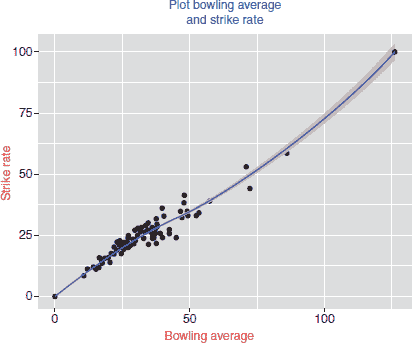 Plot bowling average
and strike rate
100
75
50
25
0
Strike rate
0
50
100
Bowling average